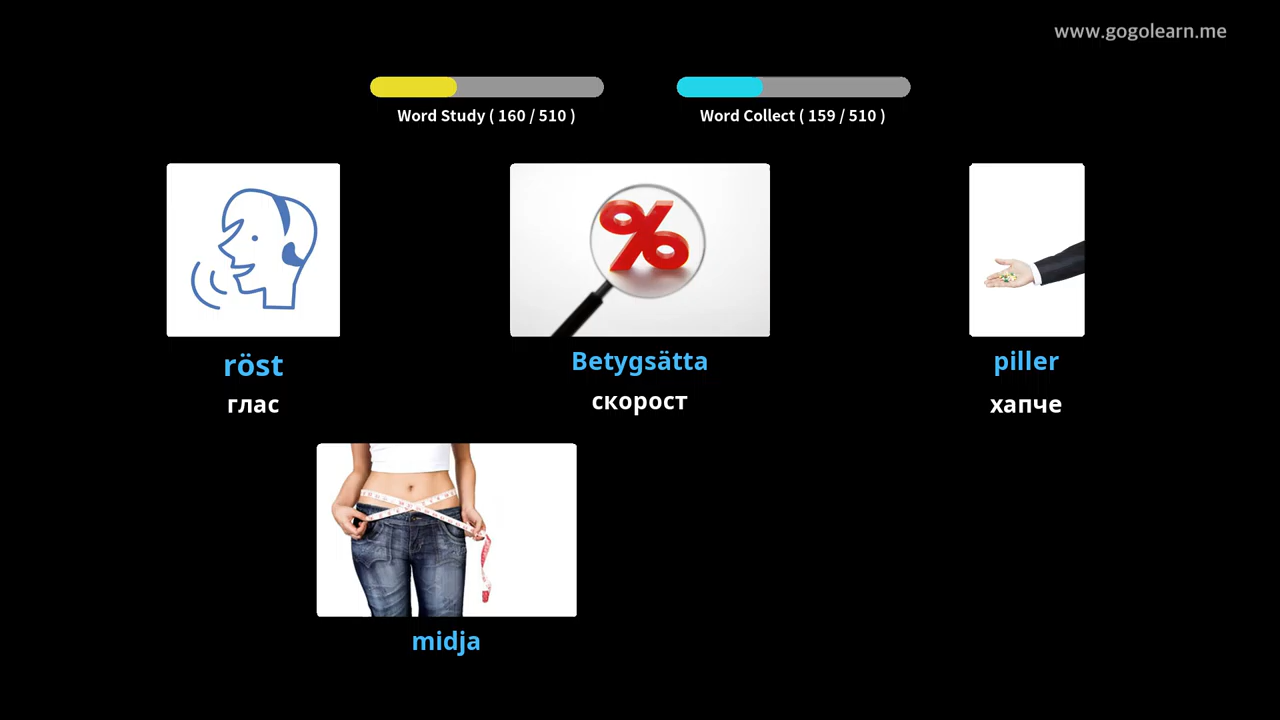 www.gogolearn.me
Word Study ( 160 / 510 )
Word Collect ( 159 / 510 )
röst
Betygsätta
piller
глас
скорост
хапче
midja